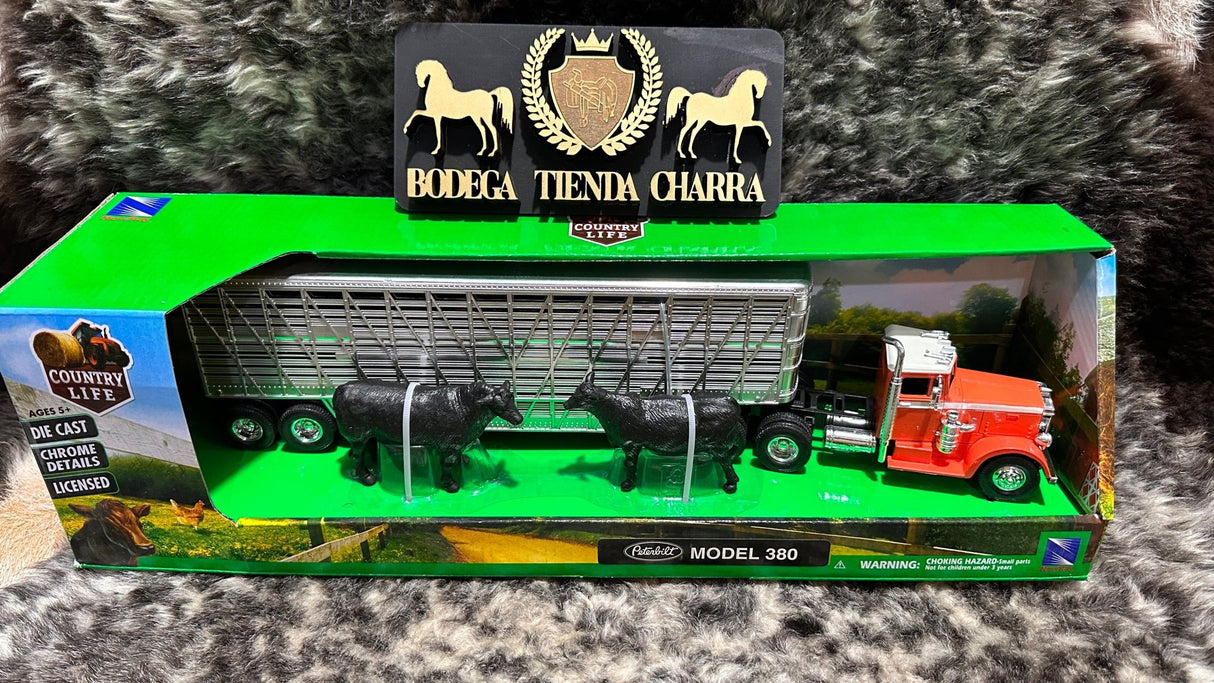 BODEGA TIENDA CHARRA
COUNTRY
LIFE
COUNTRY
LIFE
AGES 5+
DIE CAST
CHROME
DETAILS
LICENSED
Peterbilt MODEL 380
WARNING: CHOKING HAZARD-Small parts
Not for children under 3 years